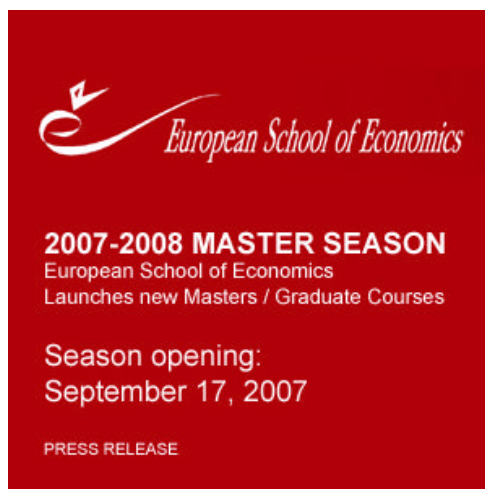 European School of Economics
2007-2008 MASTER SEASON
European School of Economics
Launches new Masters / Graduate Courses
Season opening:
September 17, 2007
PRESS RELEASE